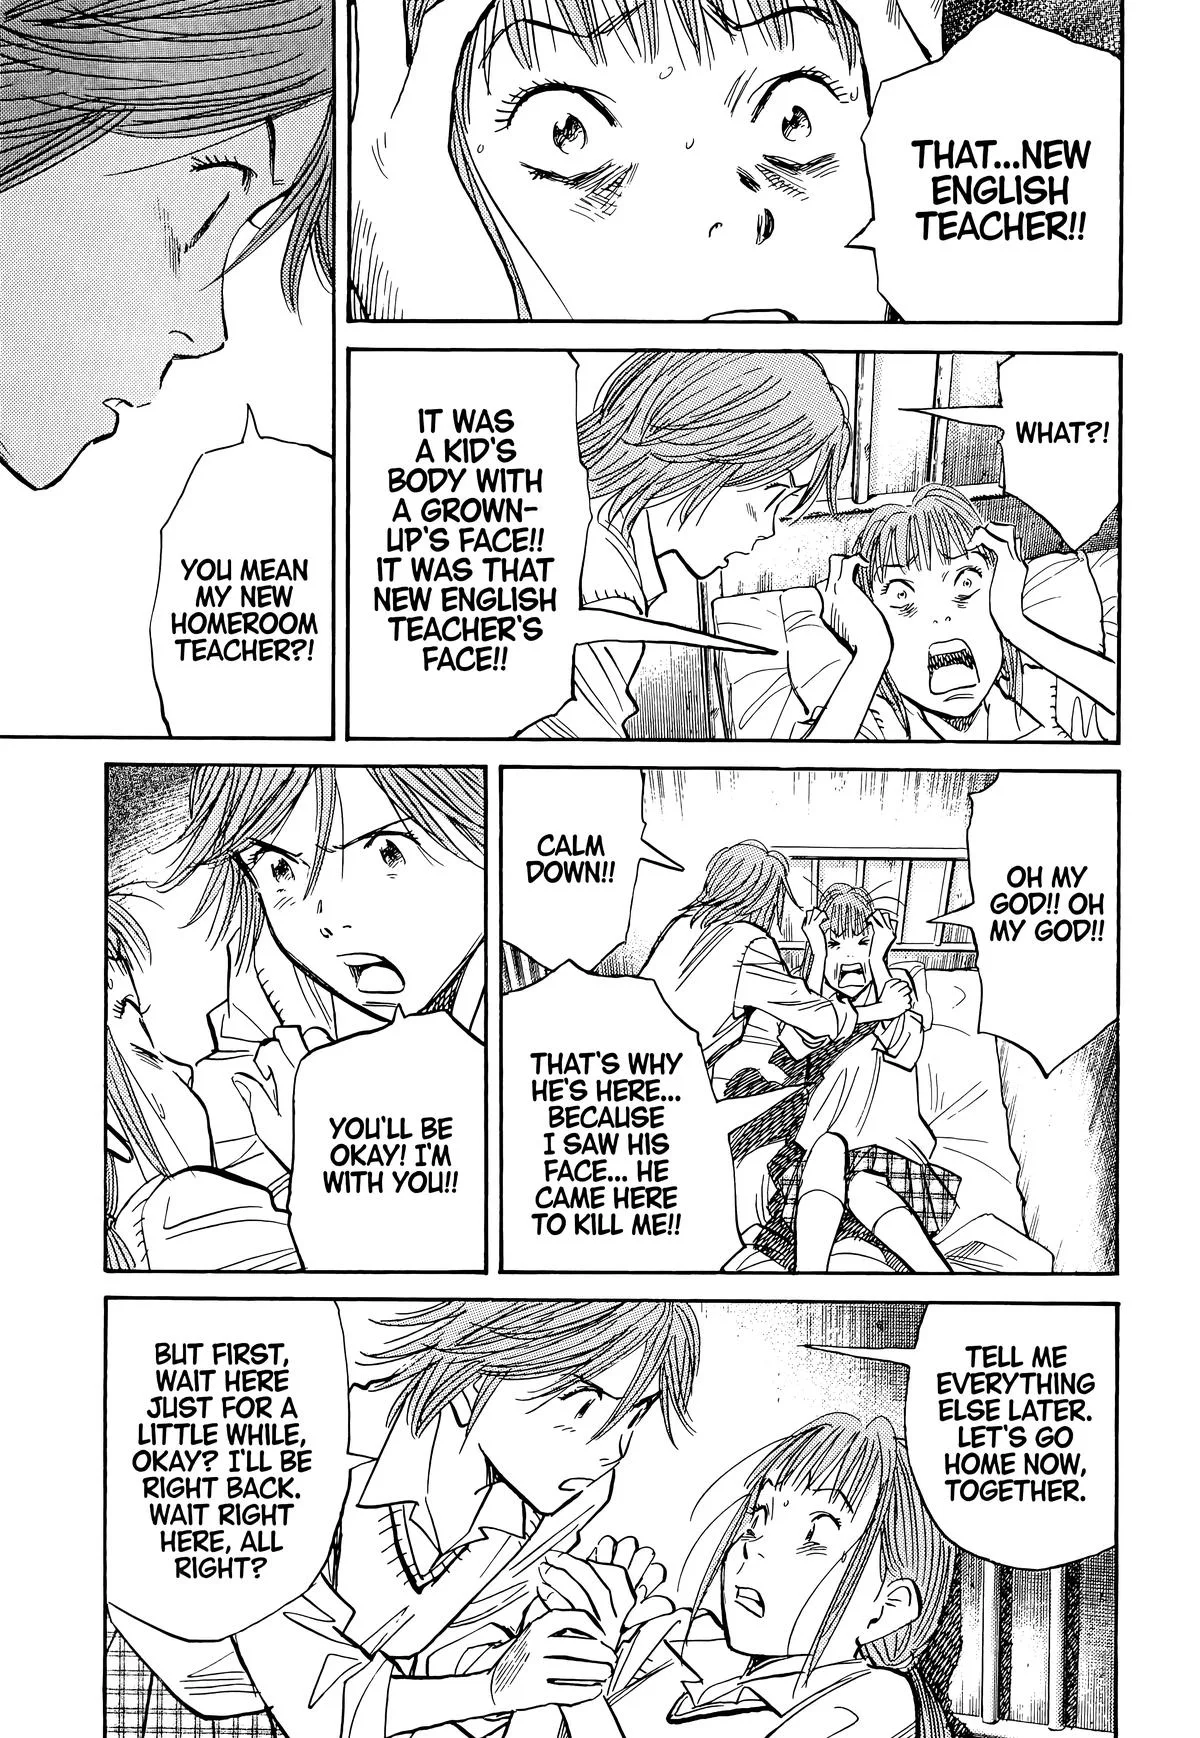 THAT...NEW
ENGLISH
TEACHER!!
YOU MEAN
MY NEW
HOMEROOM
TEACHER?!
WHAT?!
IT WAS
A KID'S
BODY WITH
A GROWN-
UP'S FACE!!
IT WAS THAT
NEW ENGLISH
TEACHER'S
FACE!!
OH MY
GOD!! OH
MY GOD!!
CALM
DOWN!!
THAT'S WHY
HE'S HERE...
BECAUSE
I SAW HIS
FACE... HE
CAME HERE
TO KILL ME!!
YOU'LL BE
OKAY! I'M
WITH YOU!!
TELL ME
EVERYTHING
ELSE LATER.
LET'S GO
HOME NOW,
TOGETHER.
BUT FIRST,
WAIT HERE
JUST FOR A
LITTLE WHILE,
OKAY? I'LL BE
RIGHT BACK.
WAIT RIGHT
HERE, ALL
RIGHT?